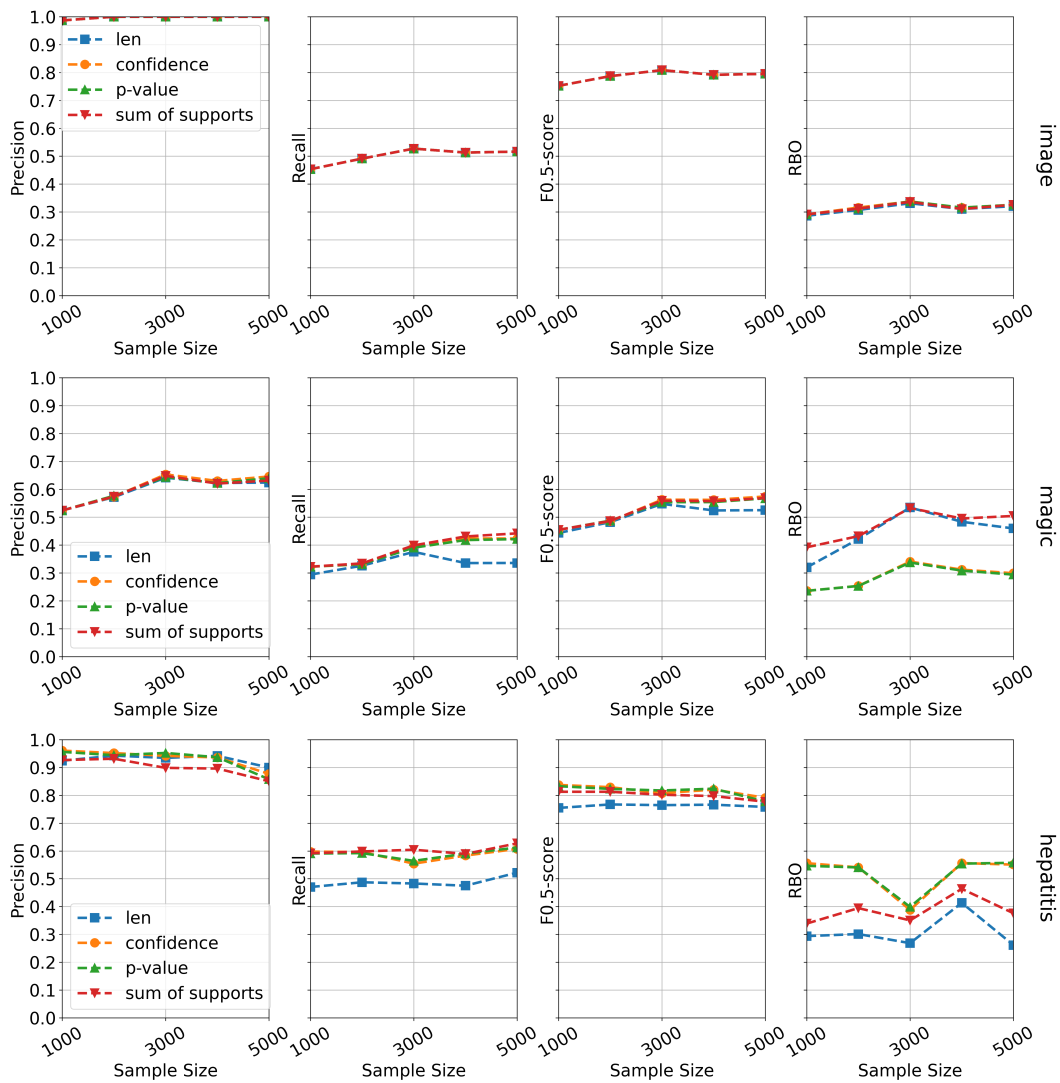 1.0
0.9
0.8
0.7
0.6
0.5
0.4
0.3
0.2
0.1
0.0
Precision
len
confidence
p-value
sum of supports
1000
3000
5000
Sample Size
Recall
1000
3000
5000
Sample Size
F0.5-score
1000
3000
5000
Sample Size
RBO
1000
3000
5000
Sample Size
image
1.0
0.9
0.8
0.7
0.6
0.5
0.4
0.3
0.2
0.1
0.0
Precision
len
confidence
p-value
sum of supports
1000
3000
5000
Sample Size
Recall
1000
3000
5000
Sample Size
F0.5-score
1000
3000
5000
Sample Size
RBO
1000
3000
5000
Sample Size
magic
1.0
0.9
0.8
0.7
0.6
0.5
0.4
0.3
0.2
0.1
0.0
Precision
len
confidence
p-value
sum of supports
1000
3000
5000
Sample Size
Recall
1000
3000
5000
Sample Size
F0.5-score
1000
3000
5000
Sample Size
RBO
1000
3000
5000
Sample Size
hepatitis